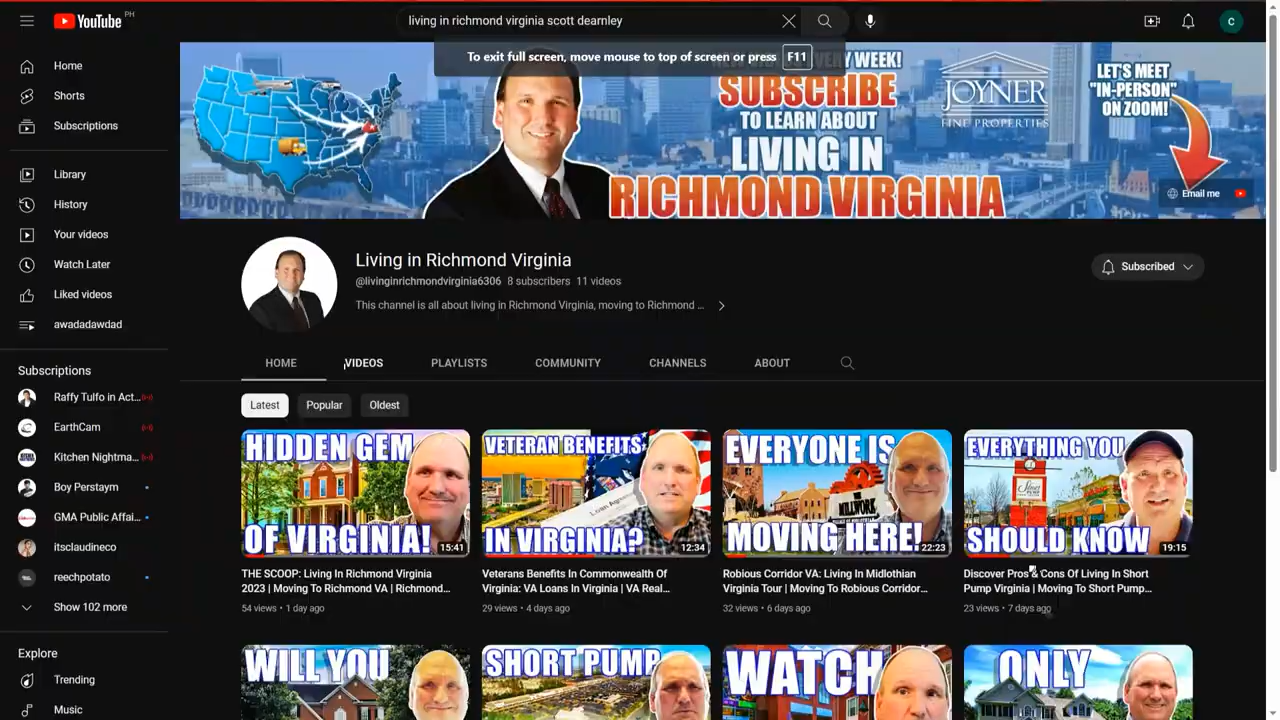 YouTube PH
living in richmond virginia scott dearnley
C
To exit full screen, move mouse to top of screen or press F11
Home
Shorts
Subscriptions
Library
History
Your videos
Watch Later
Liked videos
awadadawdad
Subscriptions
Raffy Tulfo in Act...
EarthCam
Kitchen Nightma...
Boy Perstaym
GMA Public Affai...
itsclaudineco
reechpotato
Show 102 more
Explore
Trending
Music
WEEK!
SUBSCRIBE
TO LEARN ABOUT
LIVING IN
RICHMOND VIRGINIA
JOYNER
FINE PROPERTIES
LET'S MEET
"IN-PERSON"
ON ZOOM!
Email me
Living in Richmond Virginia
@livinginrichmondvirginia6306 8 subscribers 11 videos
This channel is all about living in Richmond Virginia, moving to Richmond ...
Subscribed
HOME VIDEOS PLAYLISTS COMMUNITY CHANNELS ABOUT
Latest Popular Oldest
HIDDEN GEM
OF VIRGINIA!
15:41
THE SCOOP: Living In Richmond Virginia
2023 | Moving To Richmond VA | Richmond...
54 views • 1 day ago
VETERAN BENEFITS
IN VIRGINIA?
12:34
Veterans Benefits In Commonwealth Of
Virginia: VA Loans In Virginia | VA Real...
29 views • 4 days ago
EVERYONE IS
MILLWORK
MOVING HERE!
22:23
Robious Corridor VA: Living In Midlothian
Virginia Tour | Moving To Robious Corridor...
32 views • 6 days ago
EVERYTHING YOU
SHOULD KNOW
19:15
Discover Pros & Cons Of Living In Short
Pump Virginia | Moving To Short Pump...
23 views • 7 days ago
WILL YOU
SHORT PUMP
WATCH
ONLY